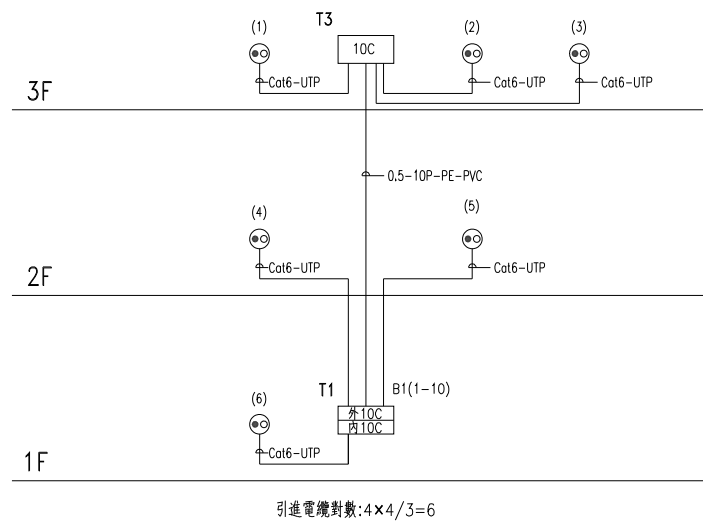 T3
(1)
(2)
(3)
10C
Cat6-UTP
Cat6-UTP
Cat6-UTP
3F
0.5-10P-PE-PVC
(4)
(5)
Cat6-UTP
Cat6-UTP
2F
T1
B1(1-10)
(6)
外10C
內10C
Cat6-UTP
1F
引進電纜對數:4×4/3=6